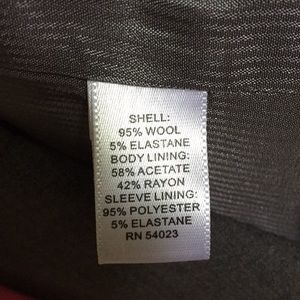 SHELL:
95% WOOL
5% ELASTANE
BODY LINING:
58% ACETATE
42% RAYON
SLEEVE LINING:
95% POLYESTER
5% ELASTANE
RN 54023